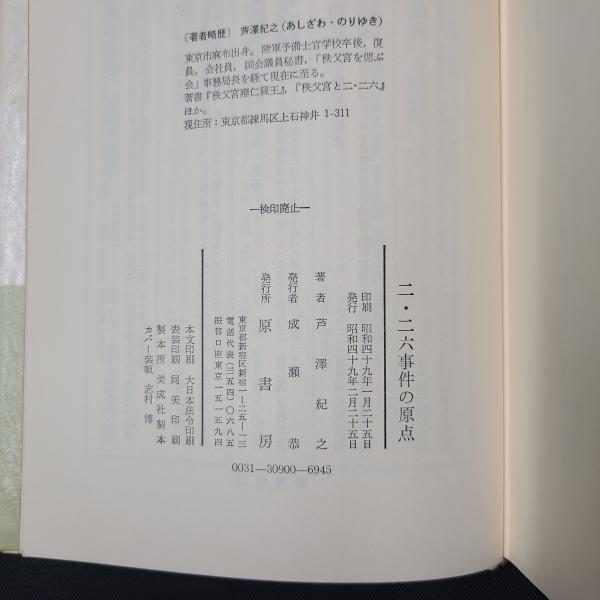 〔著者略歴〕 芦澤紀之(あしざわ・のりゆき)
東京市麻布出身。陸軍予備士官学校卒後，復
員。会社員，国会議員秘書，「秩父宮を偲ぶ
会」事務局長を経て現在に至る。
著書『秩父宮雍仁親王』，『秩父宮と二・二六』
ほか。
現住所：東京都練馬区上石神井 1-311
―検印廃止―
二・二六事件の原点
印刷 昭和四十九年一月二十五日
発行 昭和四十九年二月二十五日
著者 芦澤紀之
発行者 成瀬恭
発行所 原書房
東京都新宿区新宿一―二五―一三
電話代表(三五四)〇六八五
振替口座東京一五一五九四
本文印刷 大日本法令印刷
表装印刷 同美印刷
製本所 美成社製本
カバー装幀 志村博
0031―30900―6945